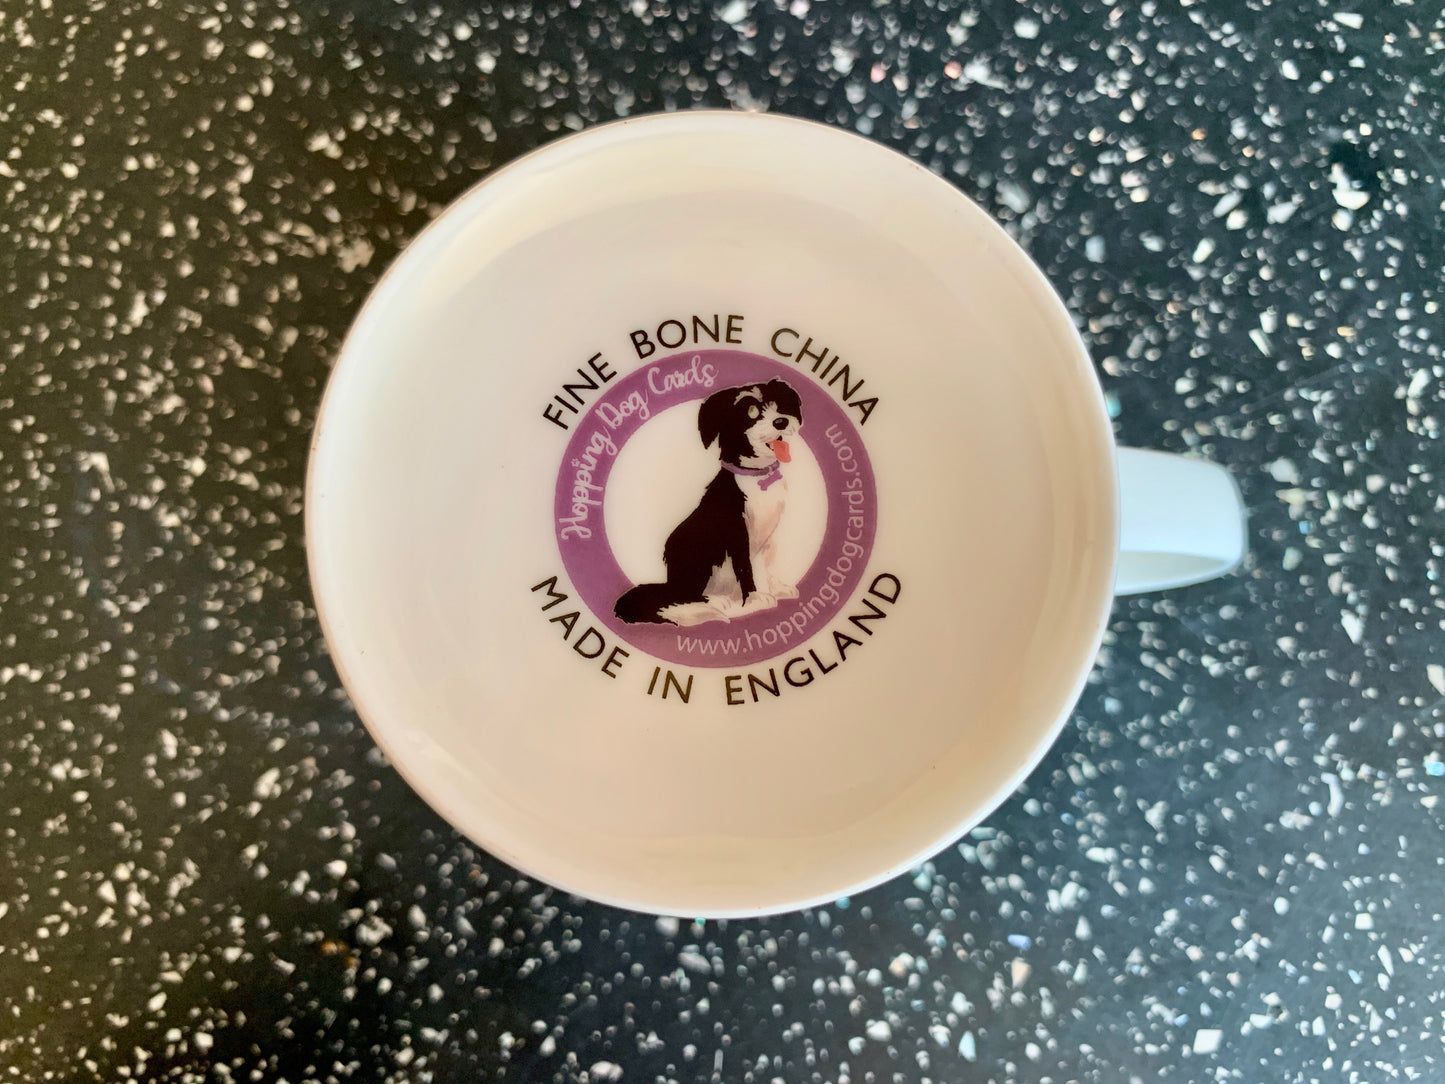 FINE BONE CHINA
Hopping Dog Cards
www.hoppingdogcards.com
MADE IN ENGLAND